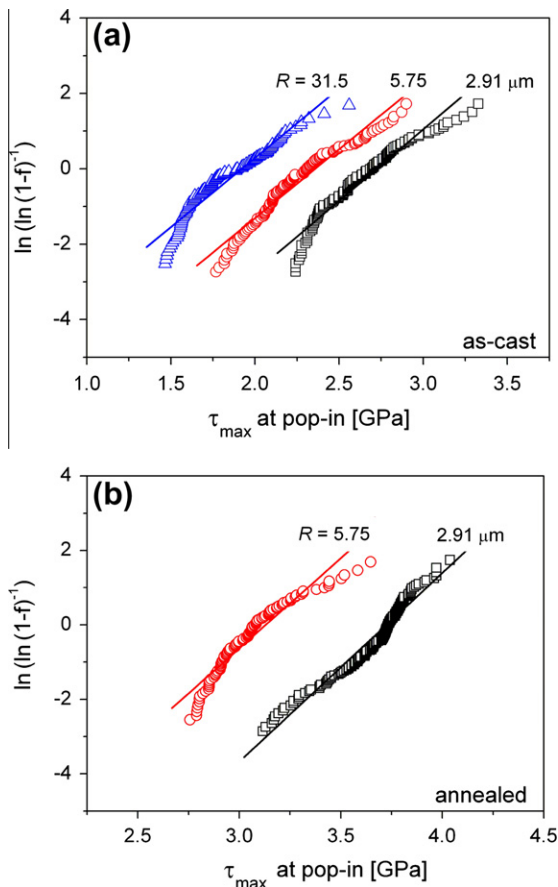 (a)
R = 31.5 5.75 2.91 μm
4
2
0
-2
-4
ln (ln (1-f)⁻¹)
as-cast
1.0 1.5 2.0 2.5 3.0 3.5
τmax at pop-in [GPa]
(b)
R = 5.75 2.91 μm
4
2
0
-2
-4
ln (ln (1-f)⁻¹)
annealed
2.5 3.0 3.5 4.0 4.5
τmax at pop-in [GPa]